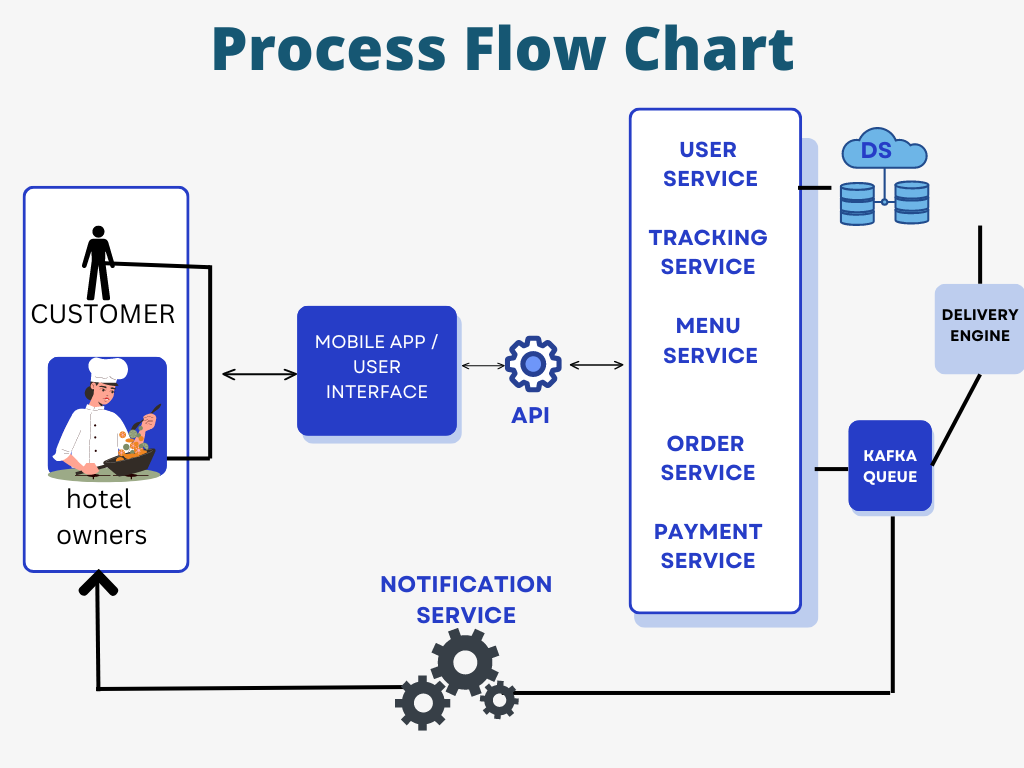 Process Flow Chart
CUSTOMER
hotel
owners
MOBILE APP /
USER
INTERFACE
API
USER
SERVICE
TRACKING
SERVICE
MENU
SERVICE
ORDER
SERVICE
PAYMENT
SERVICE
DS
DELIVERY
ENGINE
KAFKA
QUEUE
NOTIFICATION
SERVICE